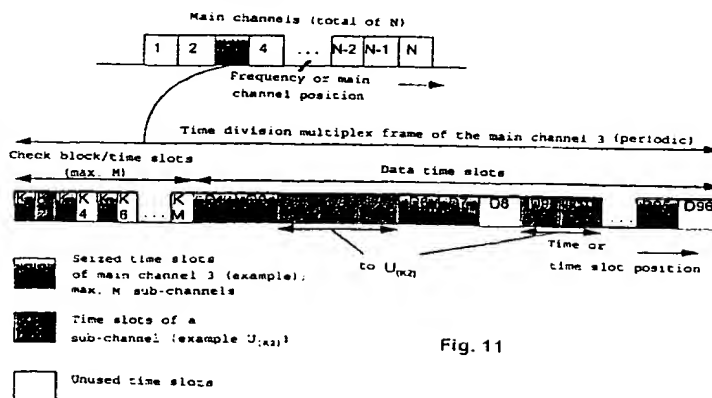 Main channels (total of N)
1 2 4 ... N-2 N-1 N
Frequency or main
channel position
Time division multiplex frame of the main channel 3 (periodic)
Check block/time slots
(max. M)
Data time slots
K 4 K 6 ... K M D8 ... D96
to U(K2)
Time or
time slot position
Seized time slots
of main channel 3 (example);
max. M sub-channels
Time slots of a
sub-channel (example U(K2))
Unused time slots
Fig. 11